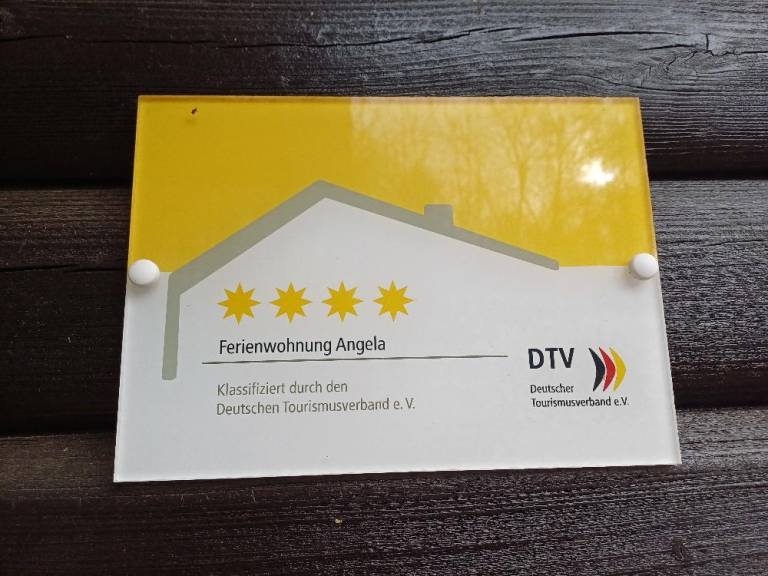 Ferienwohnung Angela
Klassifiziert durch den
Deutschen Tourismusverband e. V.
DTV
Deutscher
Tourismusverband e.V.